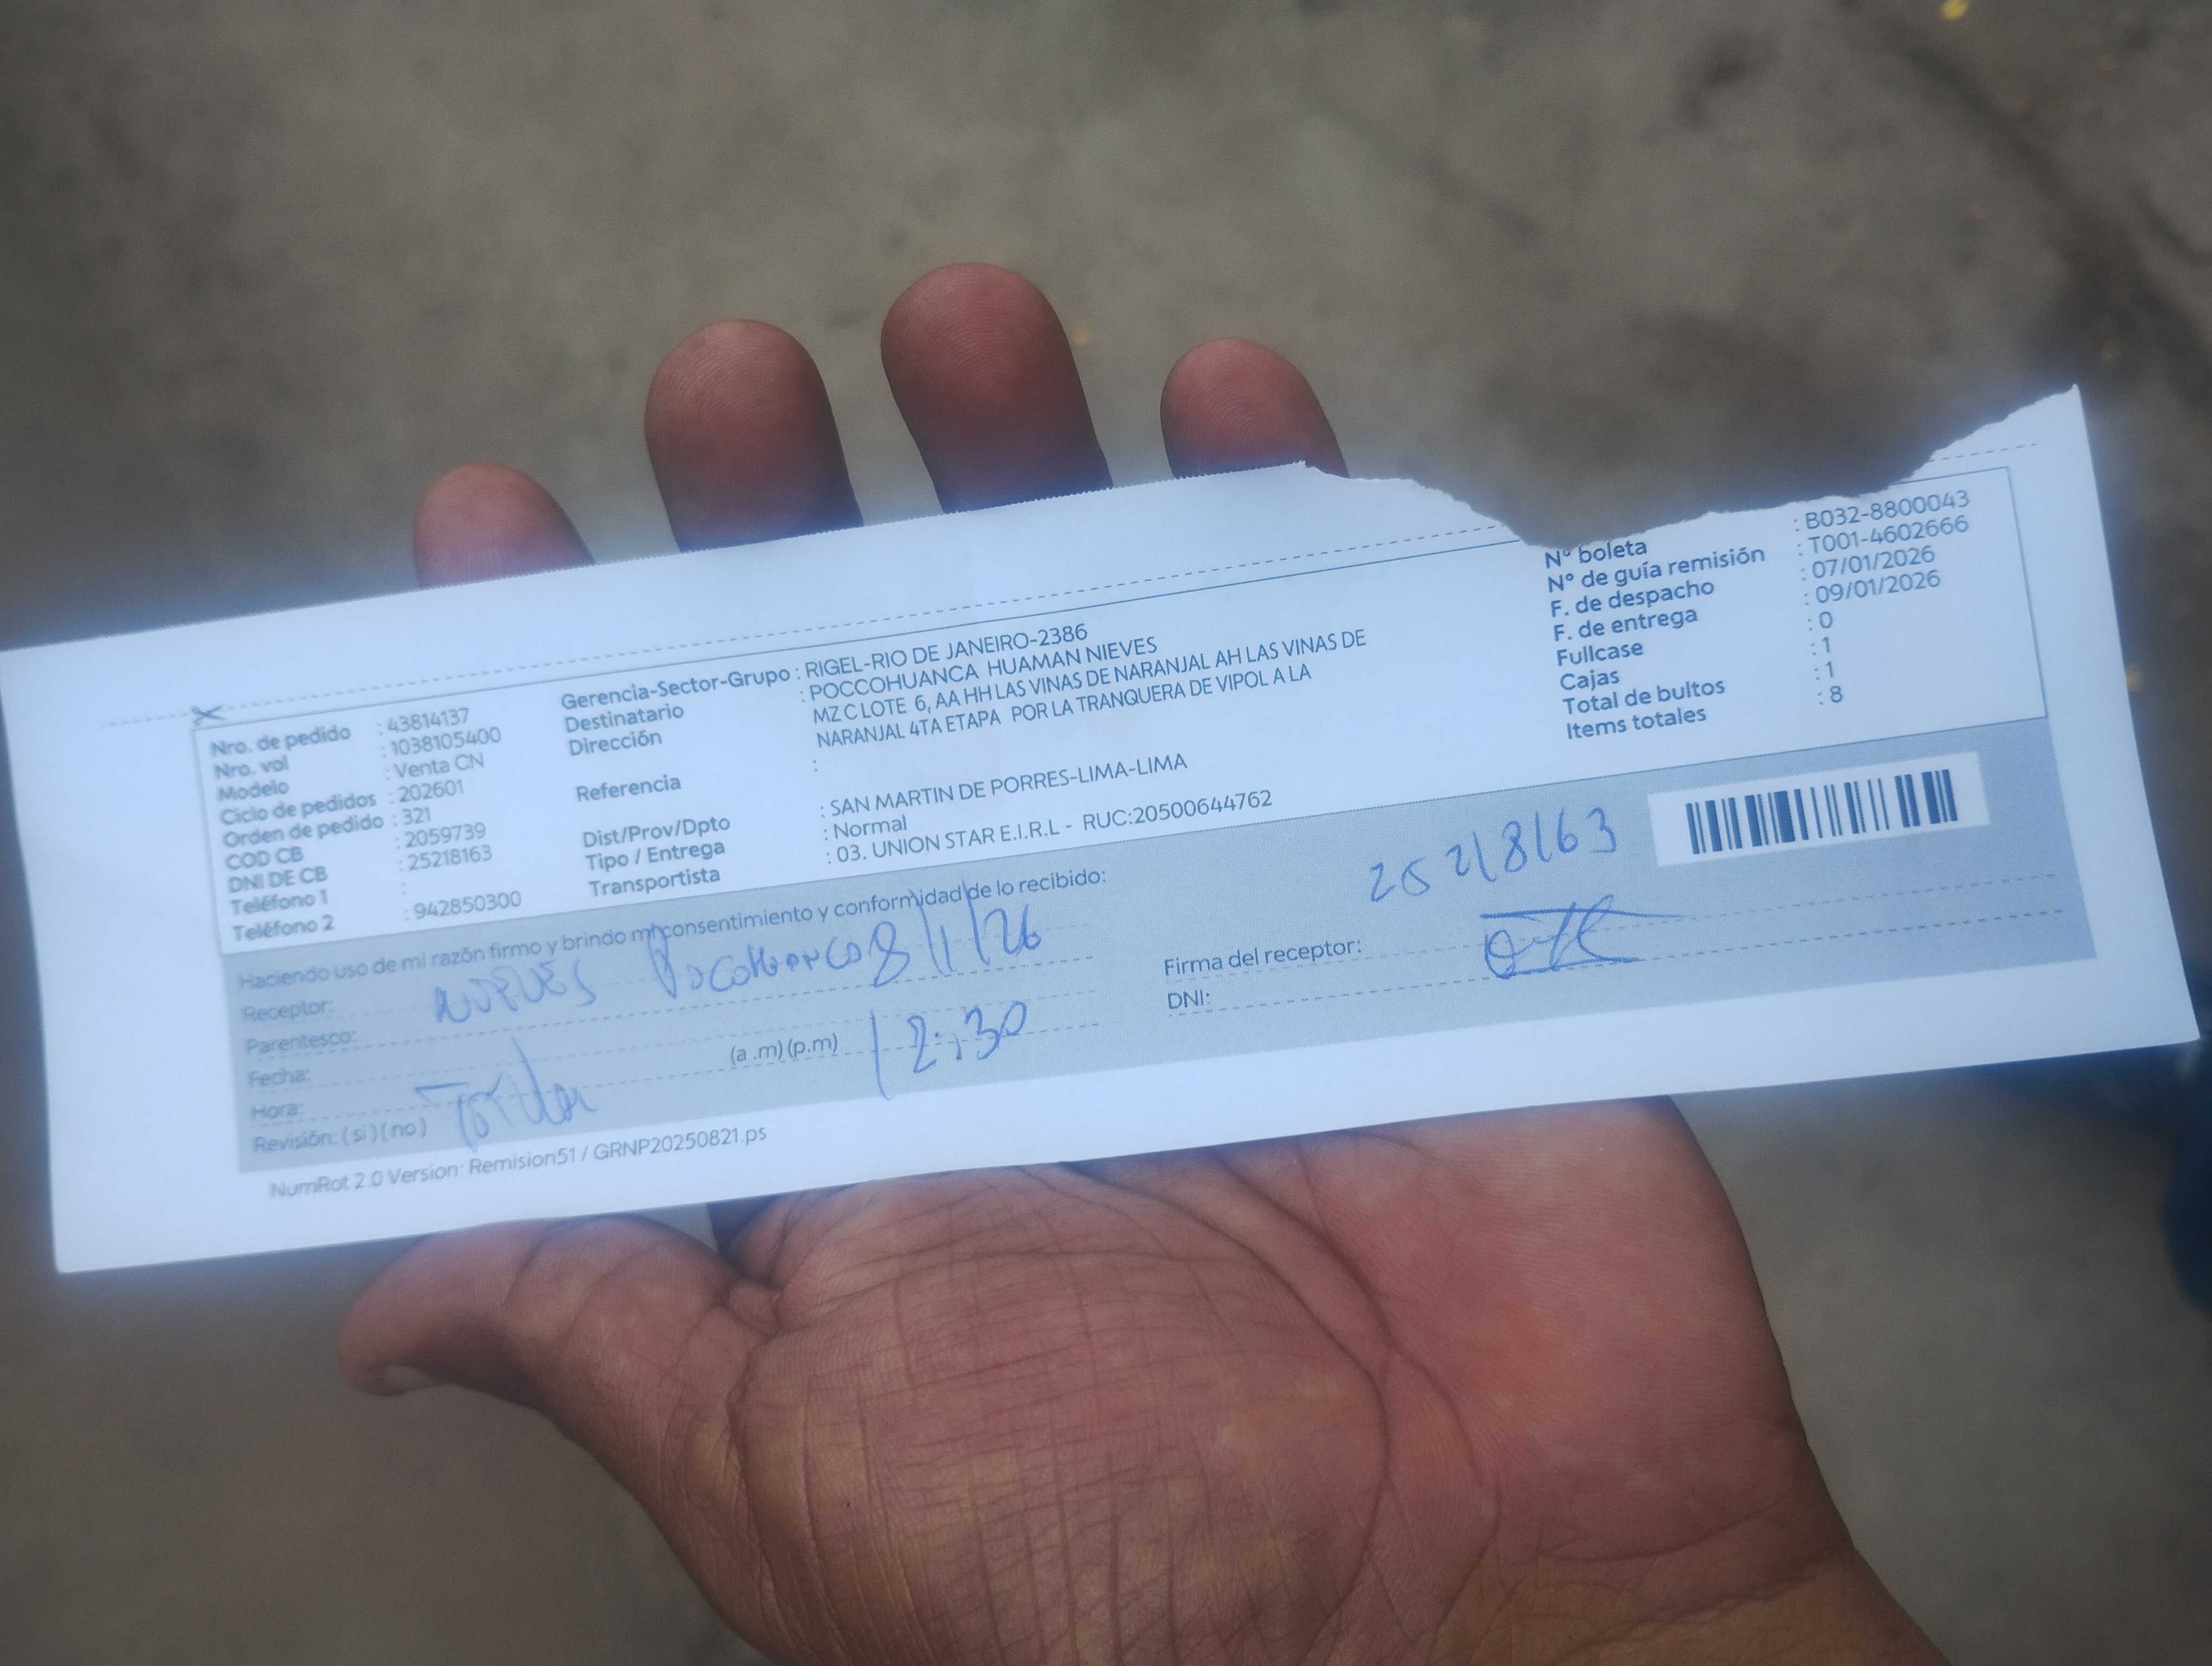 Nro. de pedido : 43814137
Nro. vol : 1038105400
Modelo : Venta CN
Ciclo de pedidos : 202601
Orden de pedido : 321
COD CB : 2059739
DNI DE CB : 25218163
Teléfono 1 :
Teléfono 2 : 942850300
Gerencia-Sector-Grupo : RIGEL-RIO DE JANEIRO-2386
Destinatario : POCCOHUANCA HUAMAN NIEVES
Dirección MZ C LOTE 6, AA HH LAS VINAS DE NARANJAL AH LAS VINAS DE
NARANJAL 4TA ETAPA POR LA TRANQUERA DE VIPOL A LA
Referencia :
Dist/Prov/Dpto : SAN MARTIN DE PORRES-LIMA-LIMA
Tipo / Entrega : Normal
Transportista : 03. UNION STAR E.I.R.L - RUC:20500644762
N° boleta : B032-8800043
N° de guía remisión : T001-4602666
F. de despacho : 07/01/2026
F. de entrega : 09/01/2026
Fullcase : 0
Cajas : 1
Total de bultos : 1
Items totales : 8
Haciendo uso de mi razón firmo y brindo mi consentimiento y conformidad de lo recibido:
Receptor: 8/1/26
Parentesco:
Fecha:
Hora: (a .m) (p.m) 12:30
Revisión: ( si ) ( no )
25218163
Firma del receptor:
DNI:
NumRot 2.0 Version: Remision51 / GRNP20250821.ps